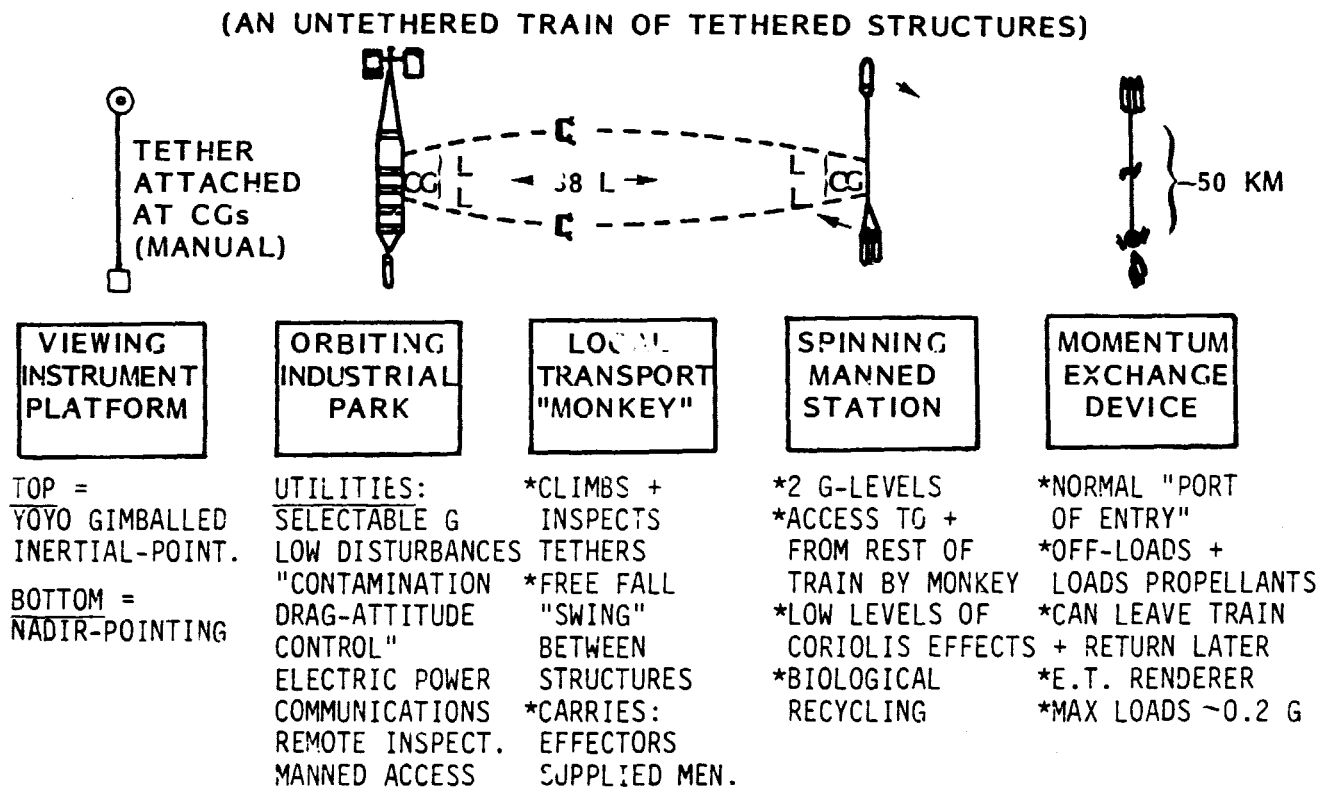 (AN UNTETHERED TRAIN OF TETHERED STRUCTURES)
TETHER
ATTACHED
AT CGs
(MANUAL)
CG
L
L
38 L
L
L
CG
~50 KM
VIEWING
INSTRUMENT
PLATFORM
TOP =
YOYO GIMBALLED
INERTIAL-POINT.
BOTTOM =
NADIR-POINTING
ORBITING
INDUSTRIAL
PARK
UTILITIES:
SELECTABLE G
LOW DISTURBANCES
"CONTAMINATION
DRAG-ATTITUDE
CONTROL"
ELECTRIC POWER
COMMUNICATIONS
REMOTE INSPECT.
MANNED ACCESS
LOCAL
TRANSPORT
"MONKEY"
*CLIMBS +
INSPECTS
TETHERS
*FREE FALL
"SWING"
BETWEEN
STRUCTURES
*CARRIES:
EFFECTORS
SUPPLIED MEN.
SPINNING
MANNED
STATION
*2 G-LEVELS
*ACCESS TO +
FROM REST OF
TRAIN BY MONKEY
*LOW LEVELS OF
CORIOLIS EFFECTS
*BIOLOGICAL
RECYCLING
MOMENTUM
EXCHANGE
DEVICE
*NORMAL "PORT
OF ENTRY"
*OFF-LOADS +
LOADS PROPELLANTS
*CAN LEAVE TRAIN
+ RETURN LATER
*E.T. RENDERER
*MAX LOADS ~0.2 G